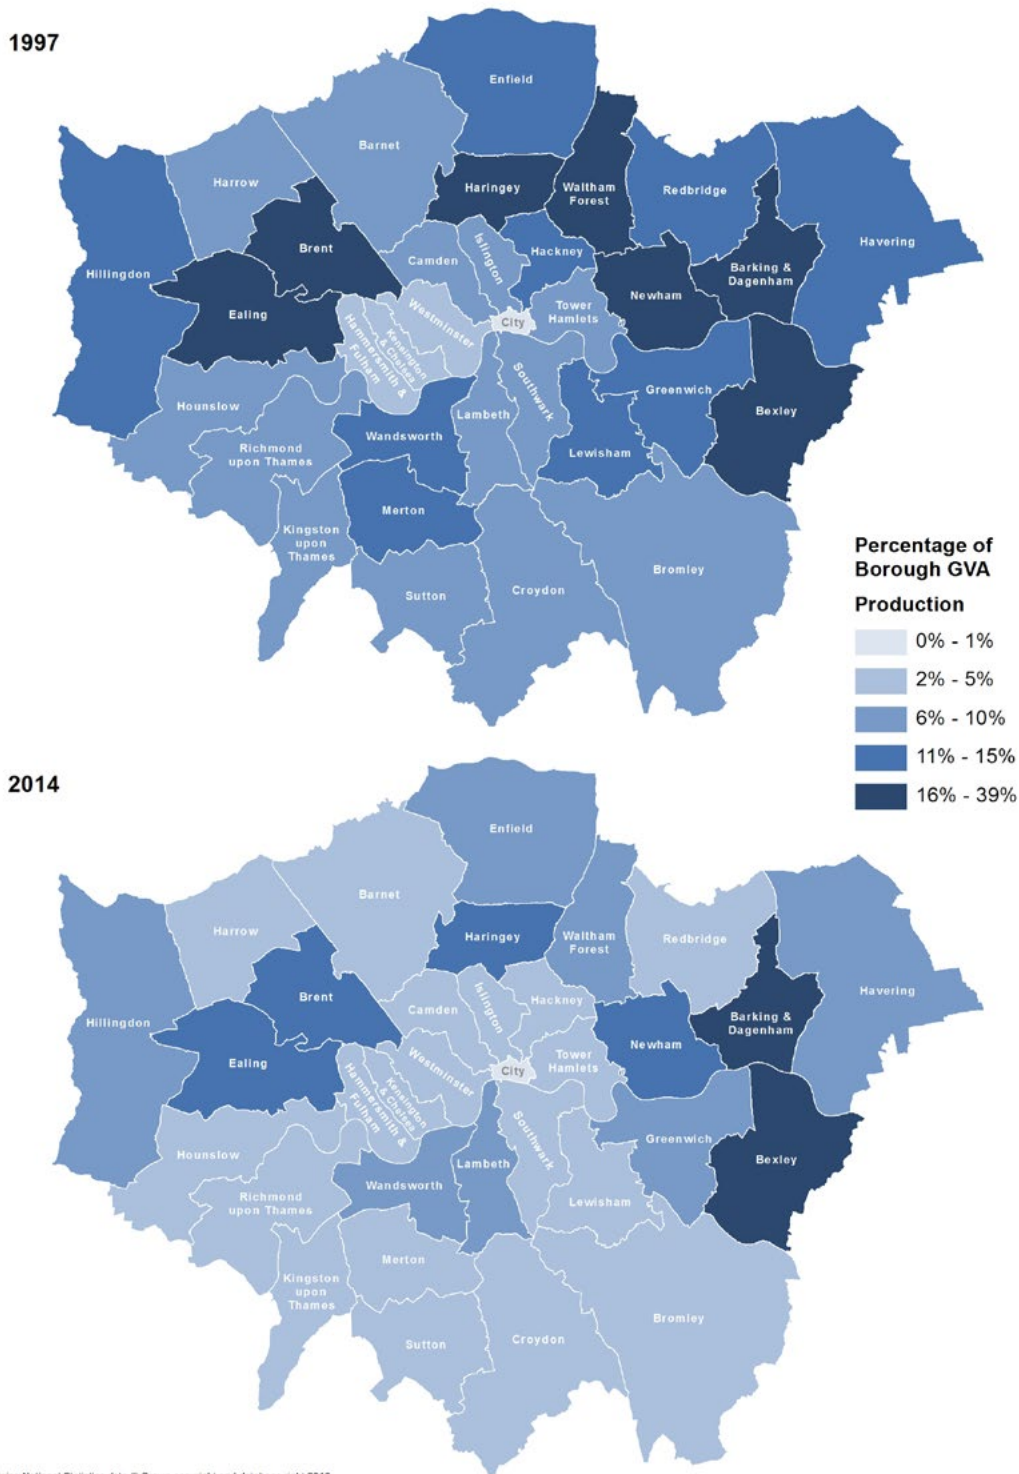 1997
Enfield
Barnet
Harrow
Haringey
Waltham
Forest
Redbridge
Havering
Brent
Hillingdon
Camden
Islington
Hackney
Barking &
Dagenham
Newham
Ealing
Westminster
City
Tower
Hamlets
Kensington
& Chelsea
Hammersmith &
Fulham
Southwark
Greenwich
Hounslow
Lambeth
Bexley
Wandsworth
Richmond
upon Thames
Lewisham
Merton
Kingston
upon
Thames
Bromley
Sutton
Croydon
Percentage of
Borough GVA
Production
0% - 1%
2% - 5%
6% - 10%
11% - 15%
16% - 39%
2014
Enfield
Barnet
Harrow
Haringey
Waltham
Forest
Redbridge
Havering
Brent
Hillingdon
Camden
Islington
Hackney
Barking &
Dagenham
Newham
Ealing
Westminster
City
Tower
Hamlets
Kensington
& Chelsea
Hammersmith &
Fulham
Southwark
Greenwich
Hounslow
Lambeth
Bexley
Wandsworth
Richmond
upon Thames
Lewisham
Merton
Kingston
upon
Thames
Bromley
Sutton
Croydon